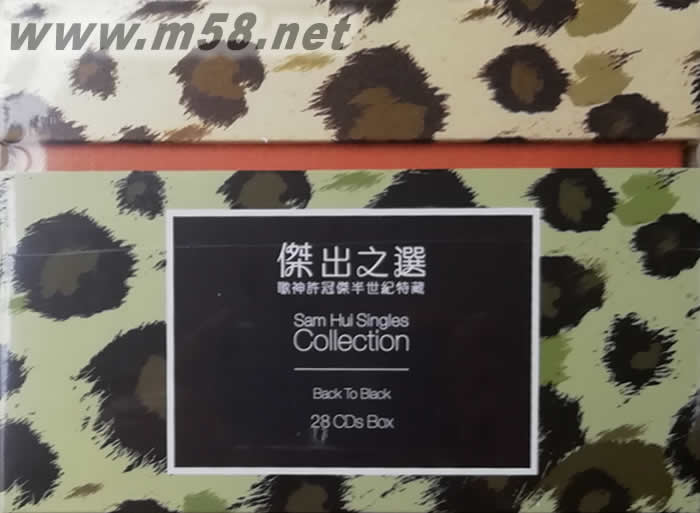 www.m58.net
傑出之選
歌神許冠傑半世紀特藏
Sam Hui Singles
Collection
Back To Black
28 CDs Box